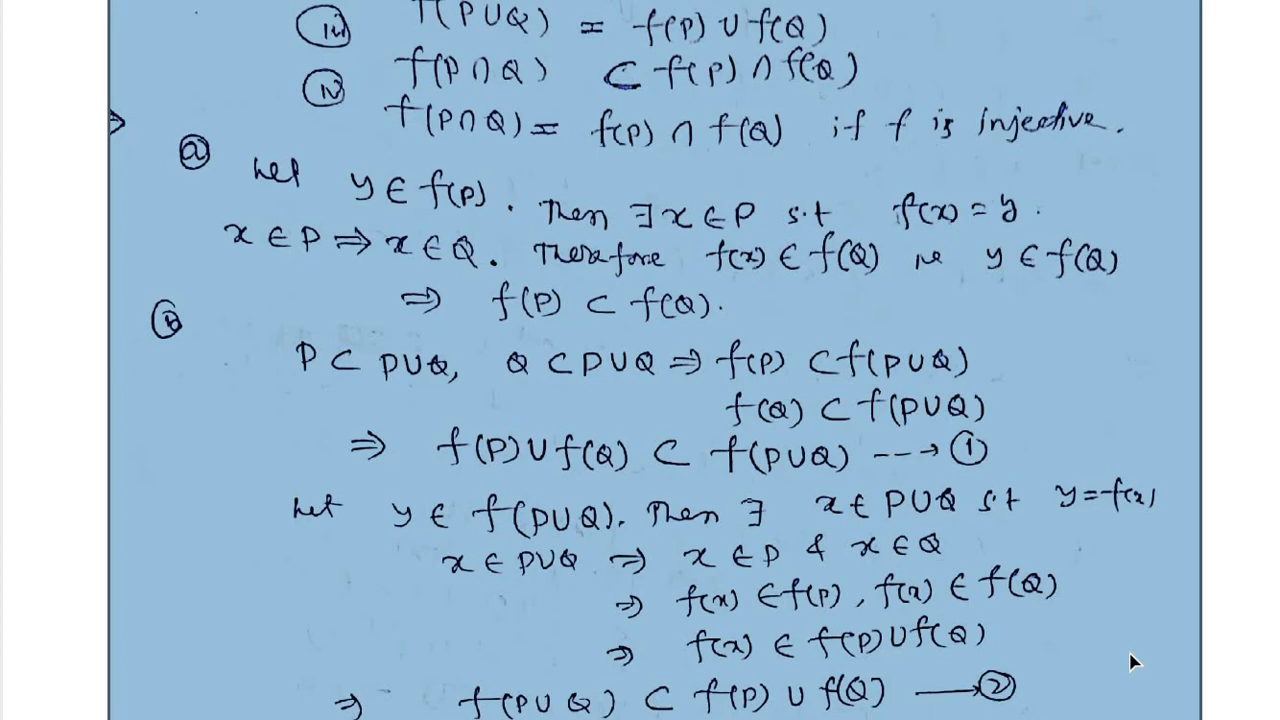 (iii) f(P∪Q) = f(P) ∪ f(Q)
(iv) f(P∩Q) ⊂ f(P) ∩ f(Q)
f(P∩Q) = f(P) ∩ f(Q) if f is injective.
⇒
(a) Let y ∈ f(P). Then ∃ x ∈ P s.t f(x) = y.
x ∈ P ⇒ x ∈ Q. Therefore f(x) ∈ f(Q) ie y ∈ f(Q)
⇒ f(P) ⊂ f(Q).
(b)
P ⊂ P∪Q, Q ⊂ P∪Q ⇒ f(P) ⊂ f(P∪Q)
f(Q) ⊂ f(P∪Q)
⇒ f(P) ∪ f(Q) ⊂ f(P∪Q) ---→ (1)
Let y ∈ f(P∪Q). Then ∃ x ∈ P∪Q s.t y = f(x)
x ∈ P∪Q ⇒ x ∈ P & x ∈ Q
⇒ f(x) ∈ f(P), f(x) ∈ f(Q)
⇒ f(x) ∈ f(P) ∪ f(Q)
⇒ f(P∪Q) ⊂ f(P) ∪ f(Q) —→ (2)